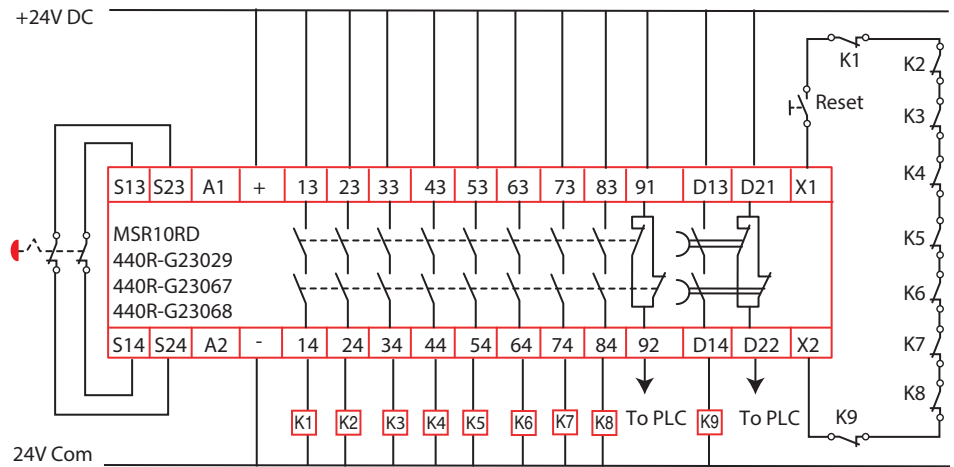 +24V DC
K1
K2
Reset
K3
K4
S13 S23 A1 + 13 23 33 43 53 63 73 83 91 D13 D21 X1
MSR10RD
440R-G23029
440R-G23067
440R-G23068
K5
K6
K7
S14 S24 A2 - 14 24 34 44 54 64 74 84 92 D14 D22 X2
K8
K1 K2 K3 K4 K5 K6 K7 K8 To PLC K9 To PLC K9
24V Com